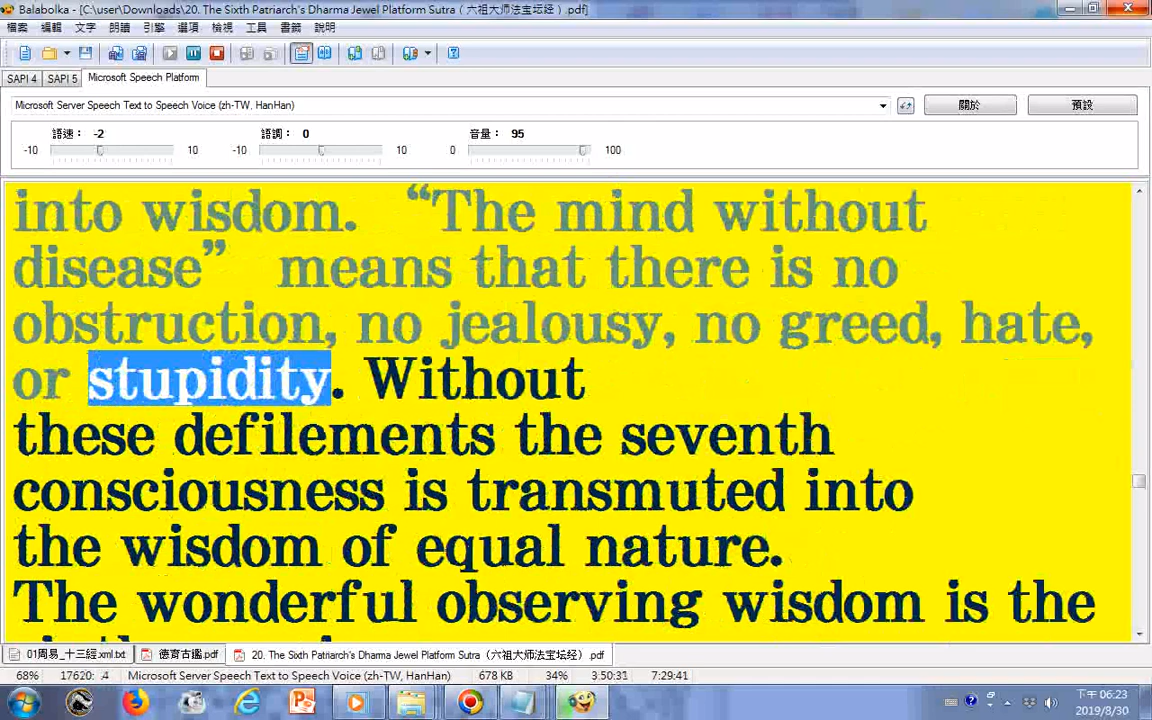 Balabolka - [C:\user\Downloads\20. The Sixth Patriarch's Dharma Jewel Platform Sutra（六祖大师法宝坛经）.pdf]
檔案 編輯 文字 朗讀 引擎 選項 檢視 工具 書籤 說明
SAPI 4 SAPI 5 Microsoft Speech Platform
Microsoft Server Speech Text to Speech Voice (zh-TW, HanHan) 關於 預設
語速： -2 語調： 0 音量： 95
-10 10 -10 10 0 100
into wisdom. “The mind without
disease” means that there is no
obstruction, no jealousy, no greed, hate,
or stupidity. Without
these defilements the seventh
consciousness is transmuted into
the wisdom of equal nature.
The wonderful observing wisdom is the
01周易_十三經.xml.txt 德育古鑑.pdf 20. The Sixth Patriarch's Dharma Jewel Platform Sutra（六祖大师法宝坛经）.pdf
68% 17620: 4 Microsoft Server Speech Text to Speech Voice (zh-TW, HanHan) 678 KB 34% 3:50:31 7:29:41
下午 06:23
2019/8/30